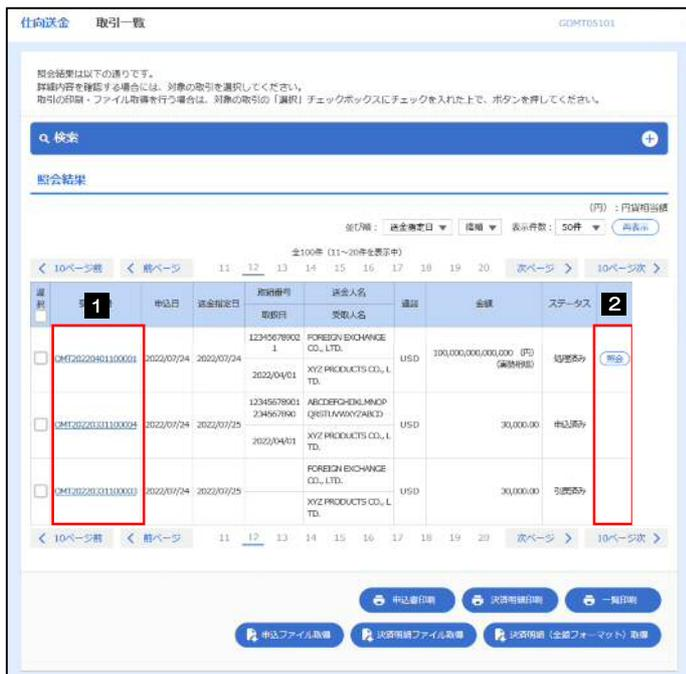 仕向送金 取引一覧 GOMT05101
照会結果は以下の通りです。
詳細内容を確認する場合には、対象の取引を選択してください。
取引の印刷・ファイル取得を行う場合は、対象の取引の「選択」チェックボックスにチェックを入れた上で、ボタンを押してください。
検索
照会結果
(円) : 円貨相当額
並び順: 送金指定日 降順 表示件数: 50件 再表示
全100件 (11~20件を表示中)
10ページ前 前ページ 11 12 13 14 15 16 17 18 19 20 次ページ 10ページ次
選択 1 申込日 送金指定日 取組番号 送金人名 通貨 金額 ステータス 2
取組日 受取人名
OMT20220401100001 2022/07/24 2022/07/24 12345678902
1 FOREIGN EXCHANGE
CO., LTD. USD 100,000,000,000,000 (円) 処理済み 照会
2022/04/01 XYZ PRODUCTS CO., L
TD.
OMT20220331100004 2022/07/24 2022/07/25 12345678901
234567890 ABCDEFGHIJKLMNOP
QRSTUVWXYZABCD USD 30,000.00 申込済み
2022/04/01 XYZ PRODUCTS CO., L
TD.
OMT20220331100003 2022/07/24 2022/07/25 FOREIGN EXCHANGE
CO., LTD. USD 30,000.00 引戻済み
XYZ PRODUCTS CO., L
TD.
10ページ前 前ページ 11 12 13 14 15 16 17 18 19 20 次ページ 10ページ次
申込書印刷 決済明細印刷 一覧印刷
申込ファイル取得 決済明細ファイル取得 決済明細(全銀フォーマット)取得